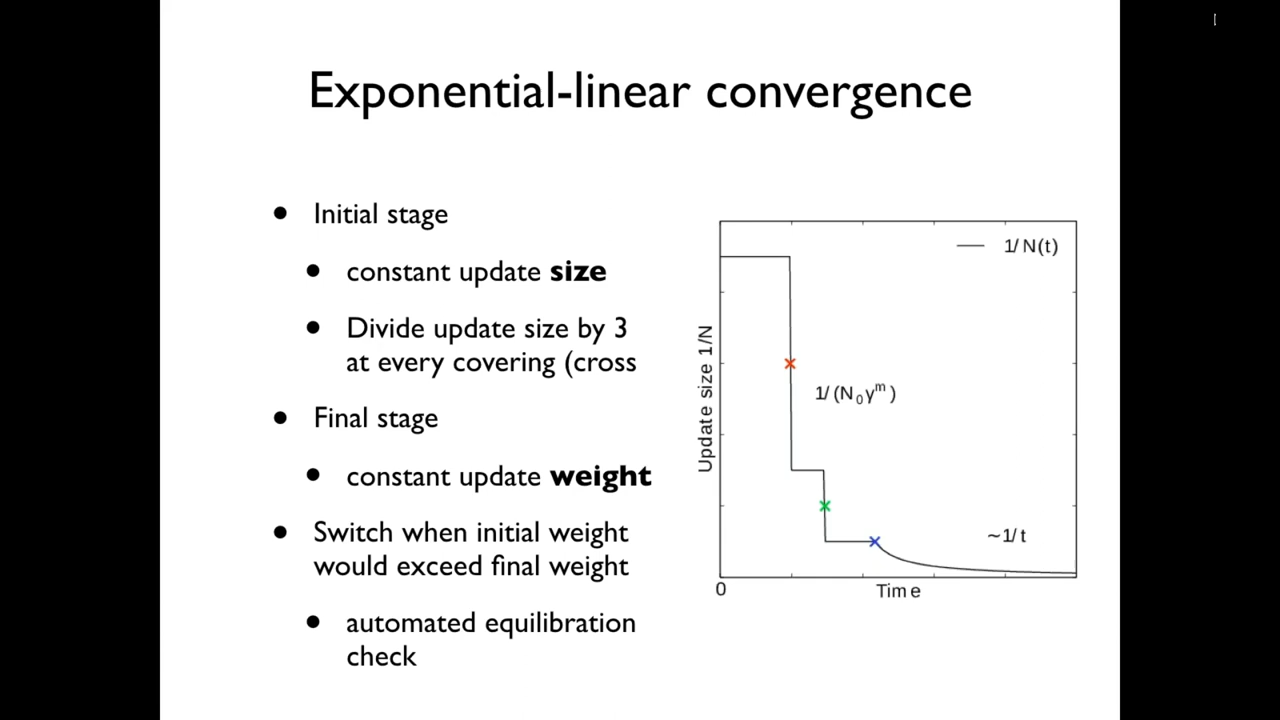 Exponential-linear convergence
• Initial stage
• constant update size
• Divide update size by 3
at every covering (cross
• Final stage
• constant update weight
• Switch when initial weight
would exceed final weight
• automated equilibration
check
1/N(t)
Update size 1/N
1/(N₀yᵐ)
~1/t
0
Time